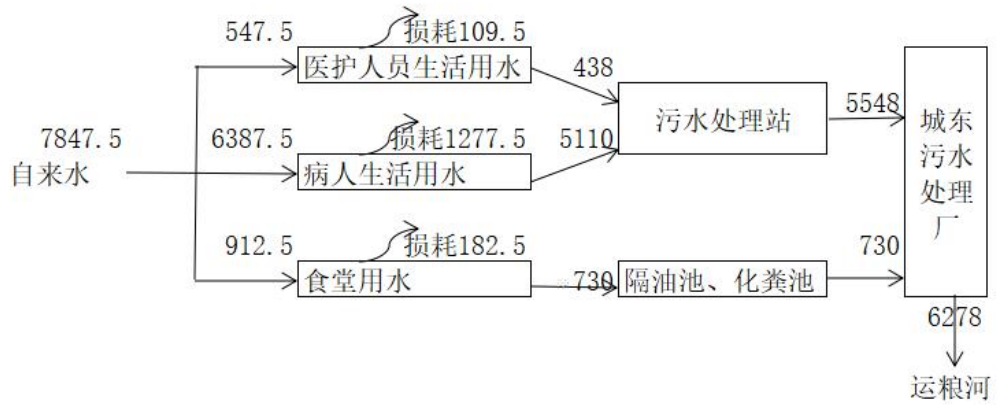 547.5
损耗109.5
医护人员生活用水
438
7847.5
自来水
6387.5
损耗1277.5
病人生活用水
5110
污水处理站
5548
城东
污水
处理
厂
912.5
损耗182.5
食堂用水
730
隔油池、化粪池
730
6278
运粮河